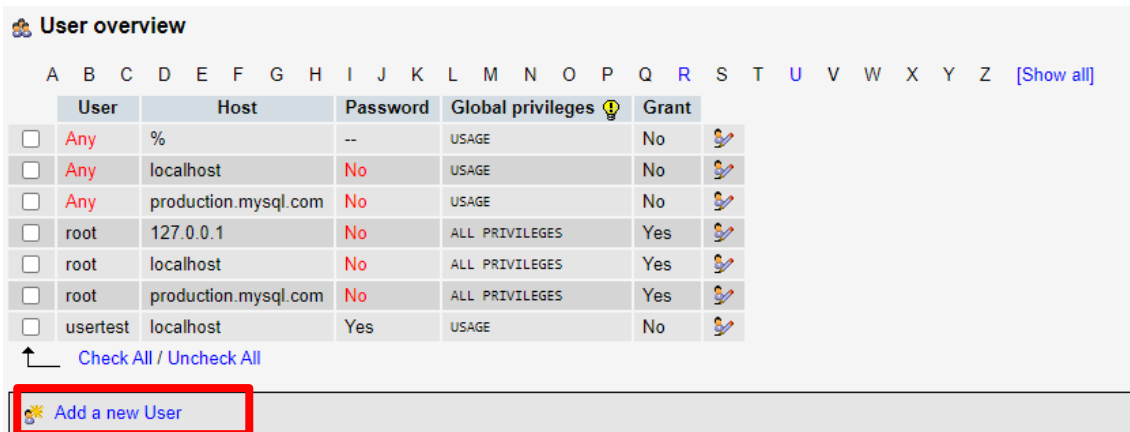 User overview
A B C D E F G H I J K L M N O P Q R S T U V W X Y Z [Show all]
User Host Password Global privileges Grant
Any % -- USAGE No
Any localhost No USAGE No
Any production.mysql.com No USAGE No
root 127.0.0.1 No ALL PRIVILEGES Yes
root localhost No ALL PRIVILEGES Yes
root production.mysql.com No ALL PRIVILEGES Yes
usertest localhost Yes USAGE No
Check All / Uncheck All
Add a new User